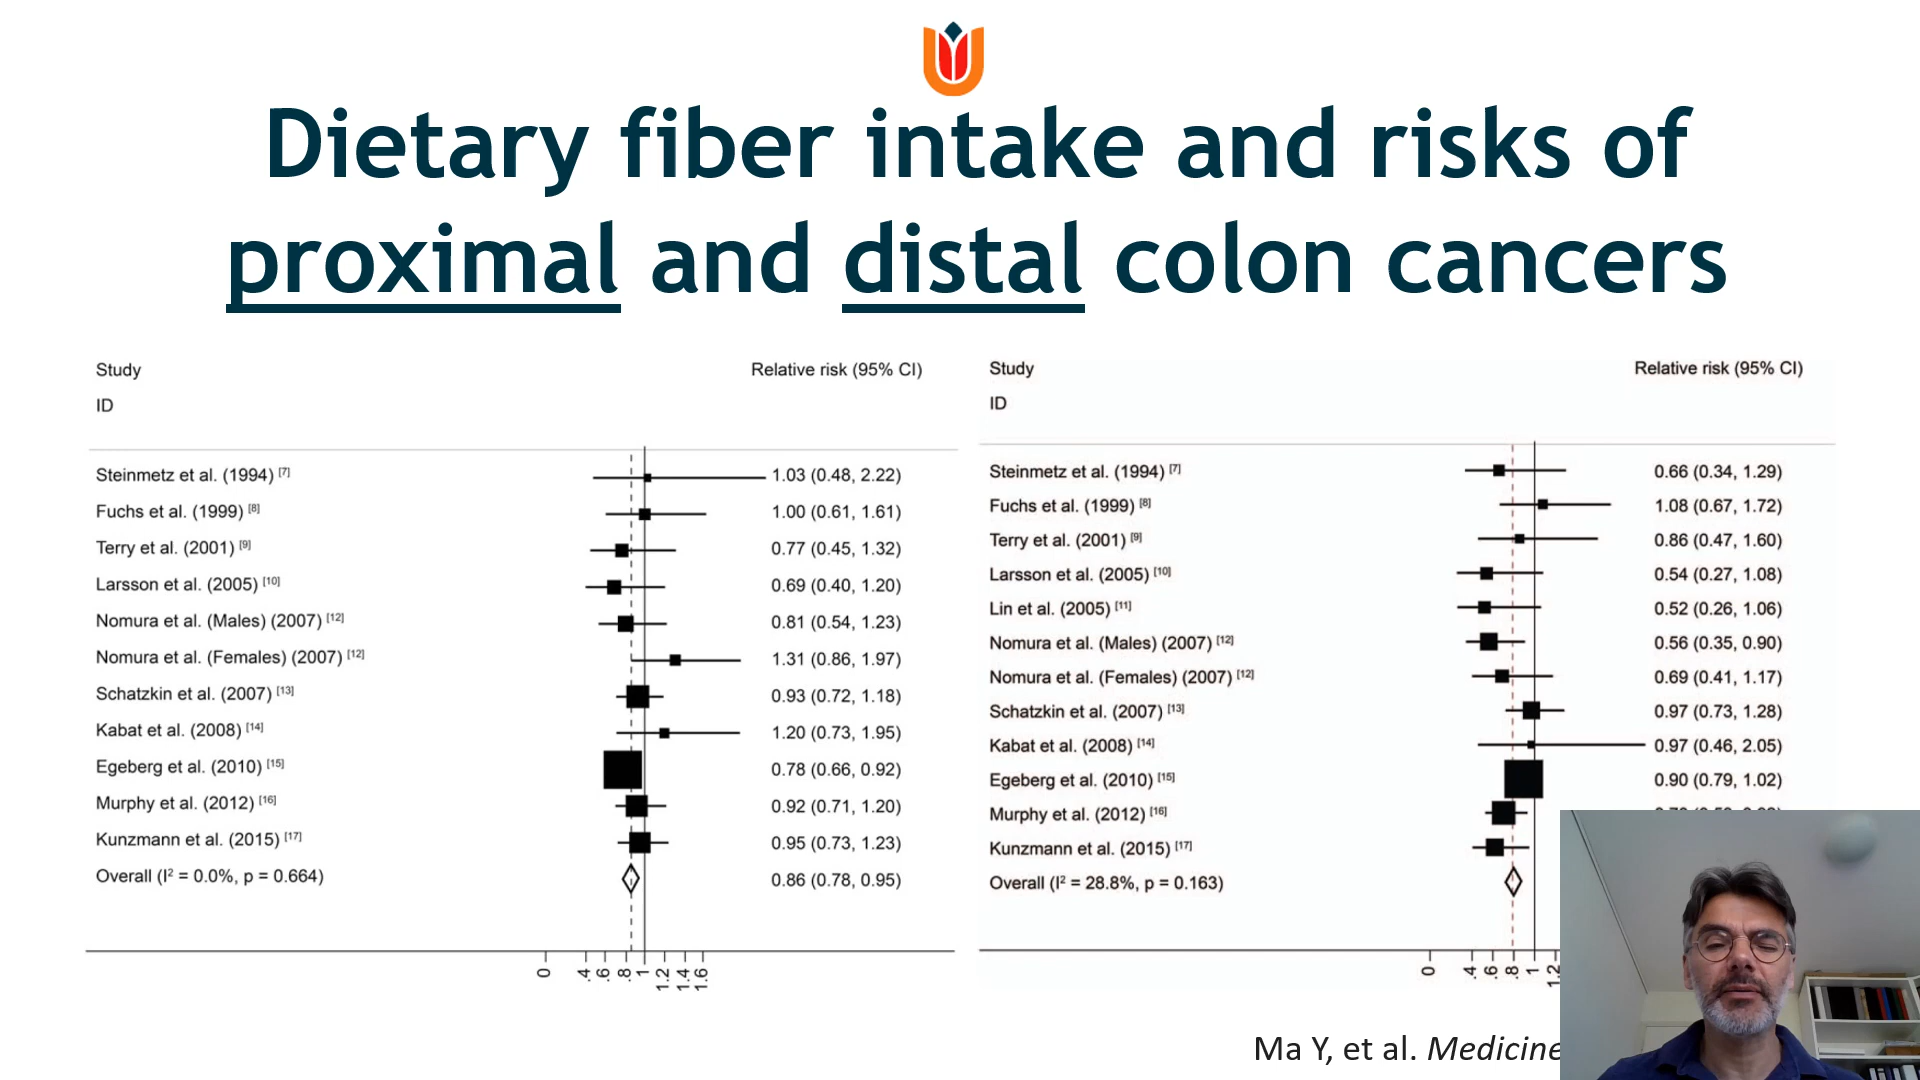 Dietary fiber intake and risks of
proximal and distal colon cancers
Study Relative risk (95% CI)
ID
Steinmetz et al. (1994) [7] 1.03 (0.48, 2.22)
Fuchs et al. (1999) [8] 1.00 (0.61, 1.61)
Terry et al. (2001) [9] 0.77 (0.45, 1.32)
Larsson et al. (2005) [10] 0.69 (0.40, 1.20)
Nomura et al. (Males) (2007) [12] 0.81 (0.54, 1.23)
Nomura et al. (Females) (2007) [12] 1.31 (0.86, 1.97)
Schatzkin et al. (2007) [13] 0.93 (0.72, 1.18)
Kabat et al. (2008) [14] 1.20 (0.73, 1.95)
Egeberg et al. (2010) [15] 0.78 (0.66, 0.92)
Murphy et al. (2012) [16] 0.92 (0.71, 1.20)
Kunzmann et al. (2015) [17] 0.95 (0.73, 1.23)
Overall (I² = 0.0%, p = 0.664) 0.86 (0.78, 0.95)
0 .4 .6 .8 1 1.2 1.4 1.6
Study Relative risk (95% CI)
ID
Steinmetz et al. (1994) [7] 0.66 (0.34, 1.29)
Fuchs et al. (1999) [8] 1.08 (0.67, 1.72)
Terry et al. (2001) [9] 0.86 (0.47, 1.60)
Larsson et al. (2005) [10] 0.54 (0.27, 1.08)
Lin et al. (2005) [11] 0.52 (0.26, 1.06)
Nomura et al. (Males) (2007) [12] 0.56 (0.35, 0.90)
Nomura et al. (Females) (2007) [12] 0.69 (0.41, 1.17)
Schatzkin et al. (2007) [13] 0.97 (0.73, 1.28)
Kabat et al. (2008) [14] 0.97 (0.46, 2.05)
Egeberg et al. (2010) [15] 0.90 (0.79, 1.02)
Murphy et al. (2012) [16]
Kunzmann et al. (2015) [17]
Overall (I² = 28.8%, p = 0.163)
0 .4 .6 .8 1 1.2
Ma Y, et al. Medicine